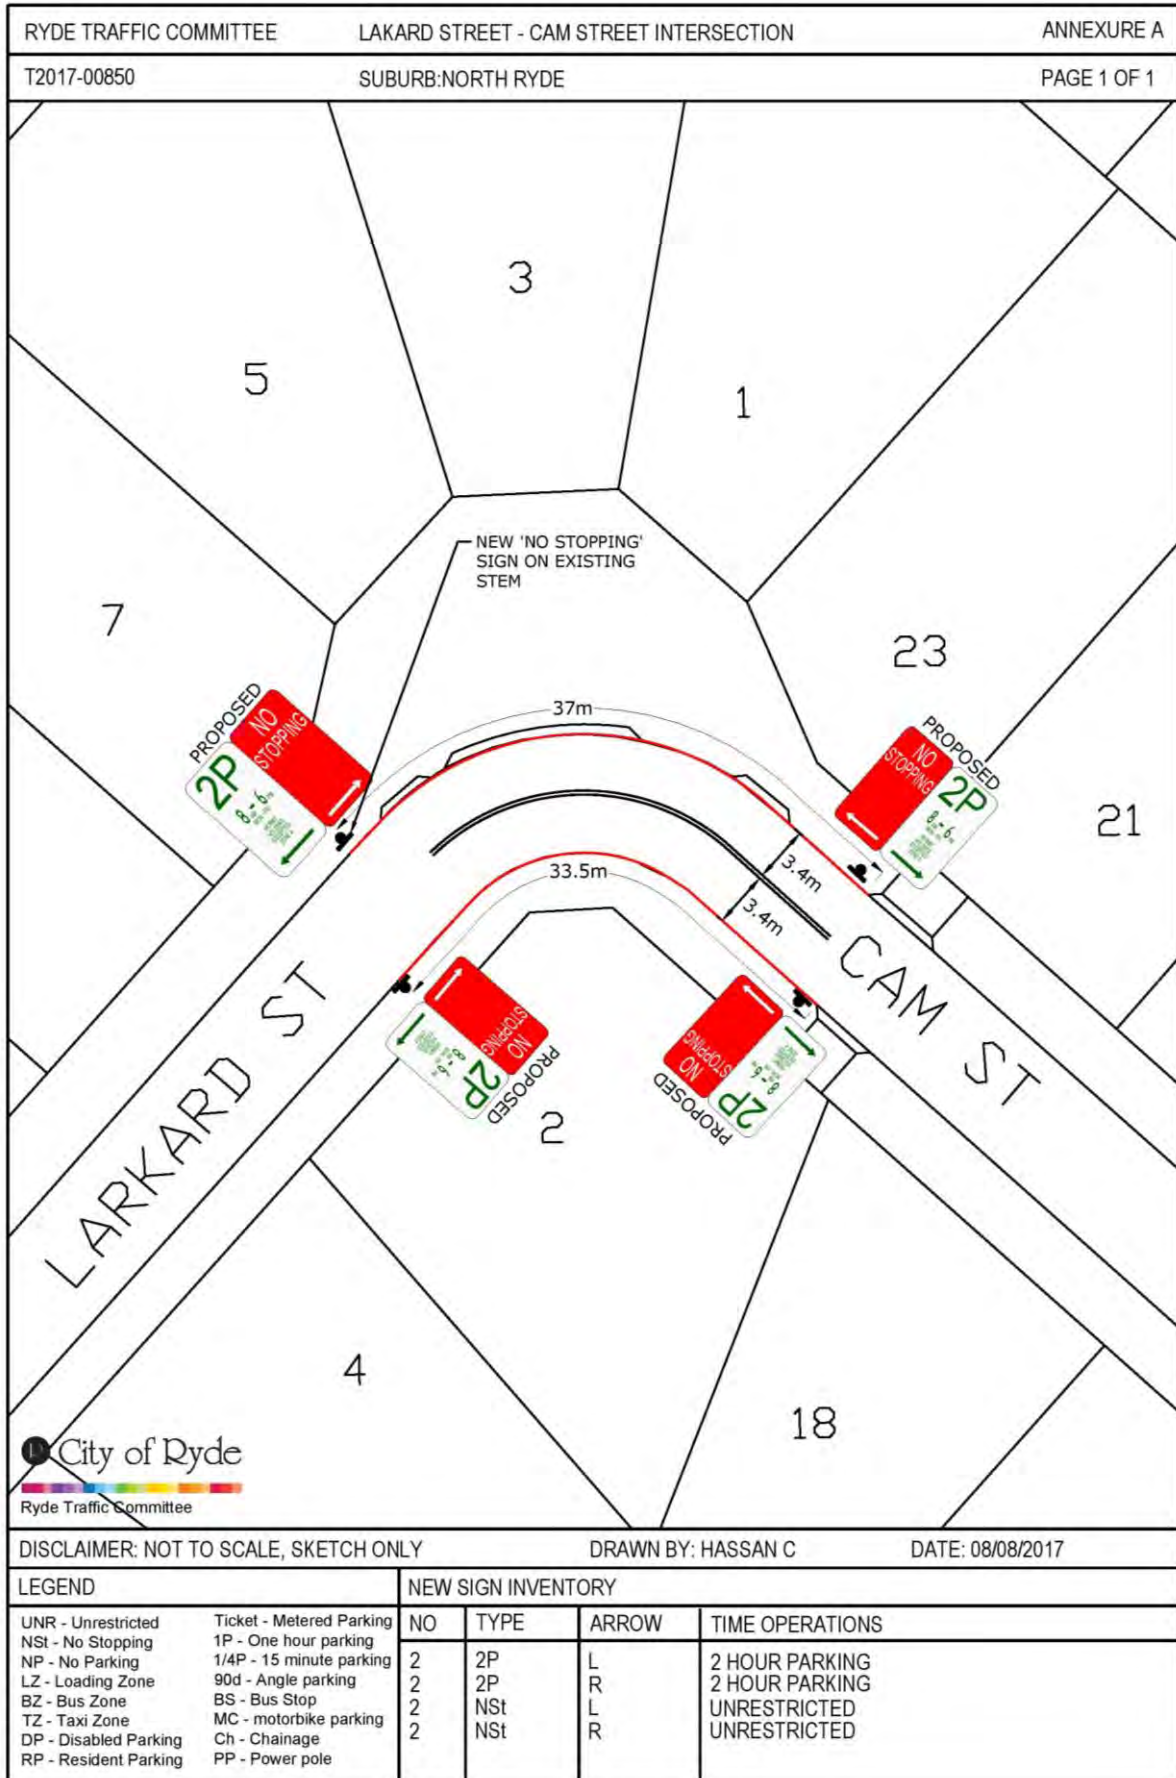 RYDE TRAFFIC COMMITTEE LAKARD STREET - CAM STREET INTERSECTION ANNEXURE A
T2017-00850 SUBURB:NORTH RYDE PAGE 1 OF 1
3
5
1
NEW 'NO STOPPING'
SIGN ON EXISTING
STEM
7
23
PROPOSED
NO
STOPPING
2P
8-6
37m
PROPOSED
NO
STOPPING
2P
8-6
21
3.4m
3.4m
33.5m
CAM ST
LARKARD ST
NO
STOPPING
2P
8-6
PROPOSED
NO
STOPPING
2P
8-6
PROPOSED
2
4
18
City of Ryde
Ryde Traffic Committee
DISCLAIMER: NOT TO SCALE, SKETCH ONLY DRAWN BY: HASSAN C DATE: 08/08/2017
LEGEND NEW SIGN INVENTORY
UNR - Unrestricted Ticket - Metered Parking
NSt - No Stopping 1P - One hour parking
NP - No Parking 1/4P - 15 minute parking
LZ - Loading Zone 90d - Angle parking
BZ - Bus Zone BS - Bus Stop
TZ - Taxi Zone MC - motorbike parking
DP - Disabled Parking Ch - Chainage
RP - Resident Parking PP - Power pole
NO TYPE ARROW TIME OPERATIONS
2 2P L 2 HOUR PARKING
2 2P R 2 HOUR PARKING
2 NSt L UNRESTRICTED
2 NSt R UNRESTRICTED